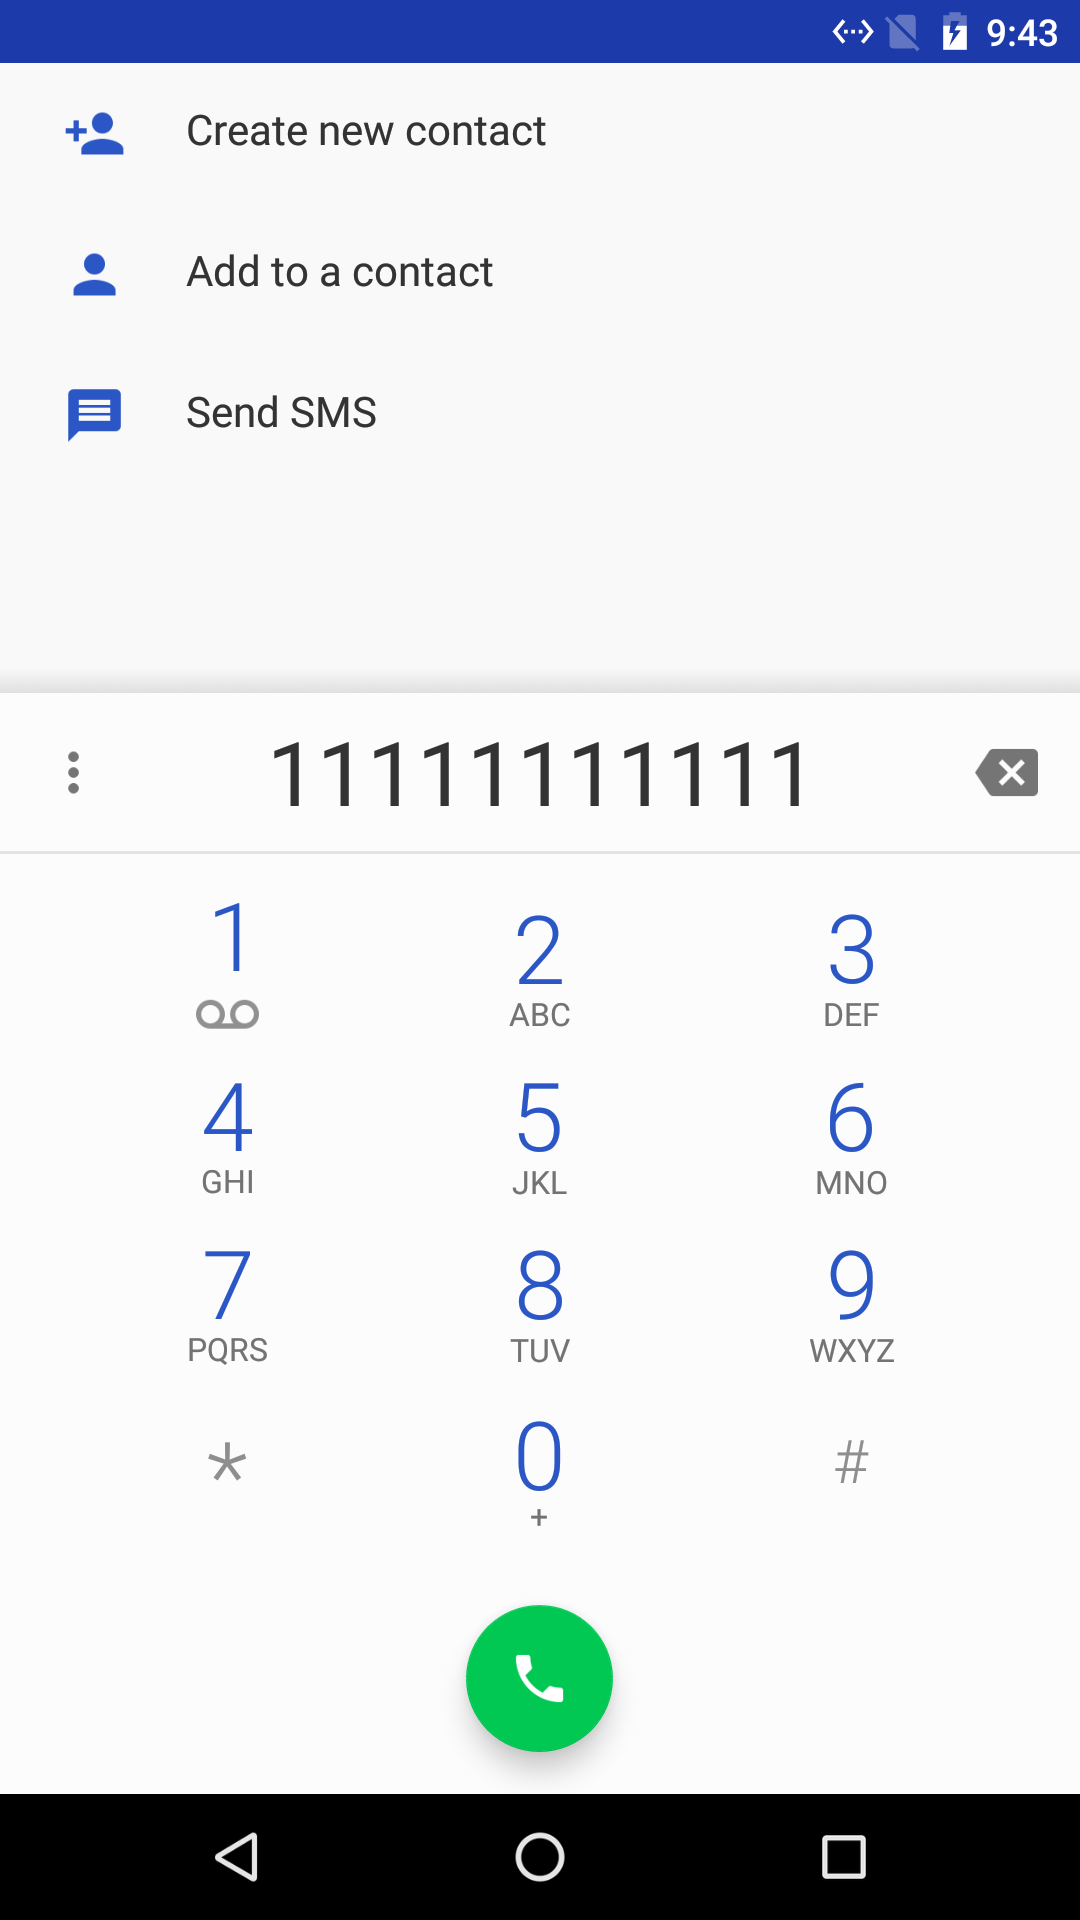 9:43
Create new contact
Add to a contact
Send SMS
11111111111
1 2 3
ABC DEF
4 5 6
GHI JKL MNO
7 8 9
PQRS TUV WXYZ
* 0 #
+